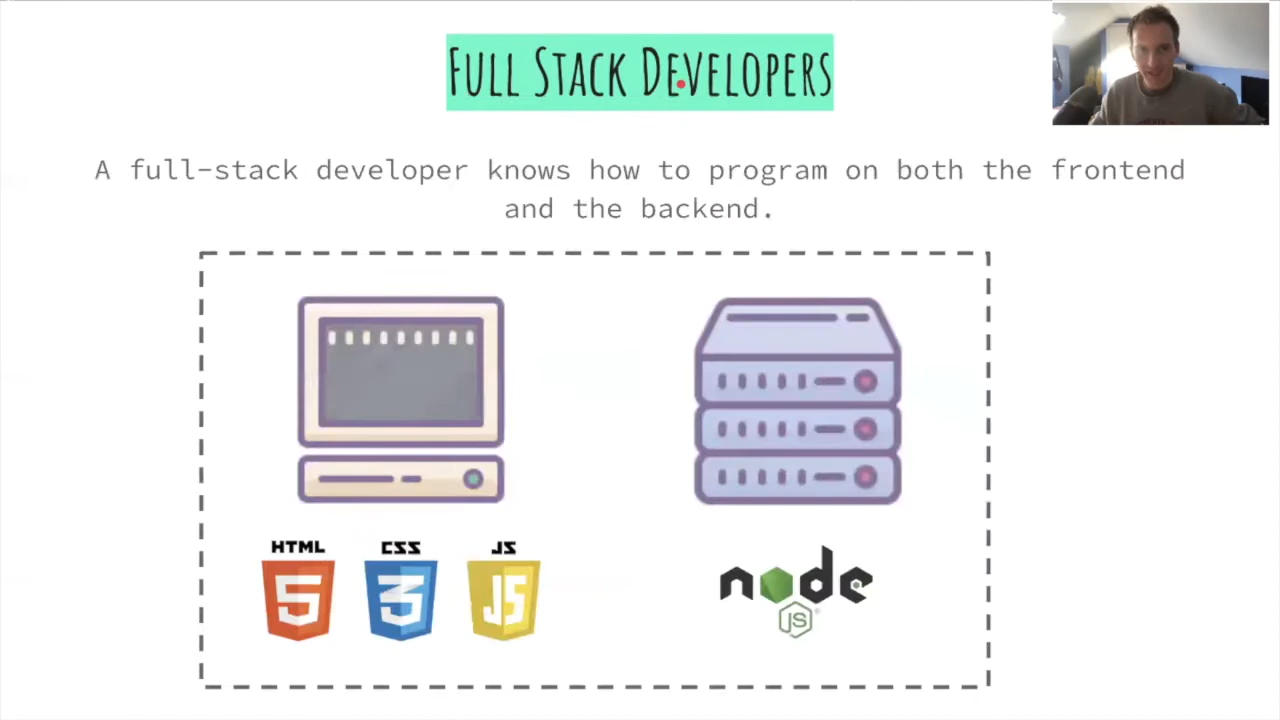 Full Stack Developers
A full-stack developer knows how to program on both the frontend
and the backend.
HTML
CSS
JS
5
3
JS
node
JS